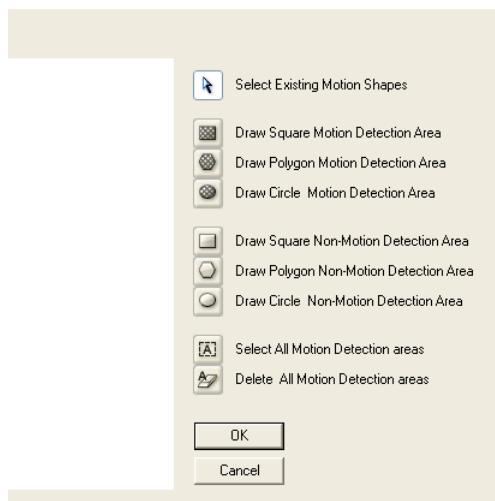 Select Existing Motion Shapes
Draw Square Motion Detection Area
Draw Polygon Motion Detection Area
Draw Circle Motion Detection Area
Draw Square Non-Motion Detection Area
Draw Polygon Non-Motion Detection Area
Draw Circle Non-Motion Detection Area
A Select All Motion Detection areas
A Delete All Motion Detection areas
OK
Cancel